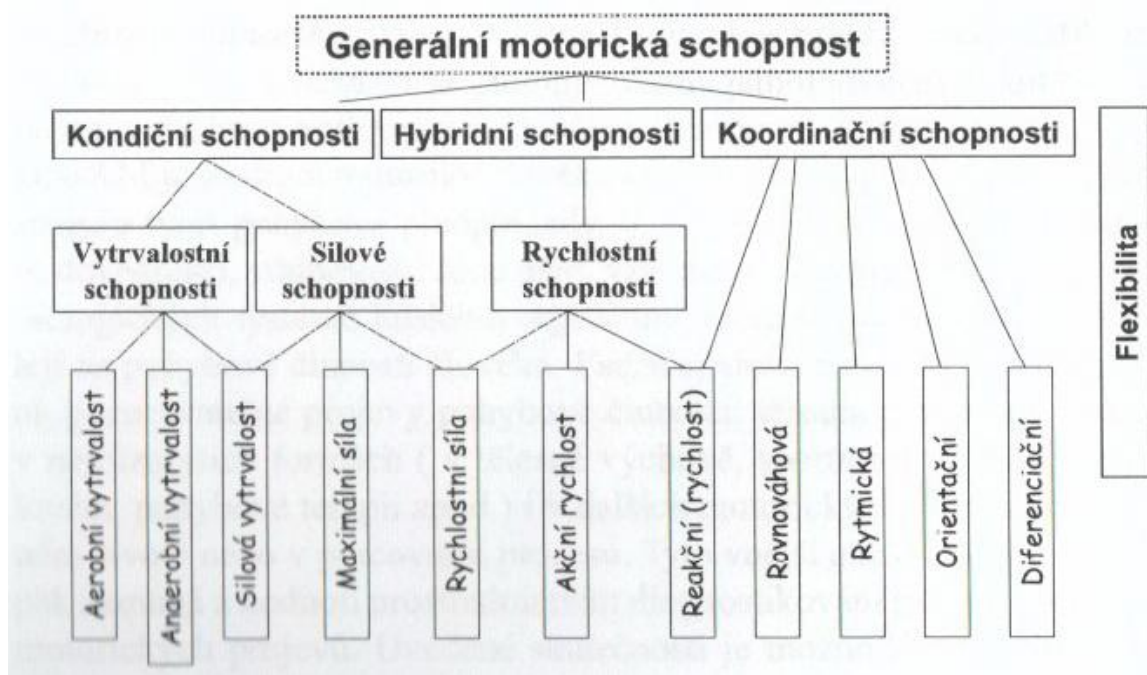 Generální motorická schopnost
Kondiční schopnosti
Hybridní schopnosti
Koordinační schopnosti
Flexibilita
Vytrvalostní
schopnosti
Silové
schopnosti
Rychlostní
schopnosti
Aerobní vytrvalost
Anaerobní vytrvalost
Silová vytrvalost
Maximální síla
Rychlostní síla
Akční rychlost
Reakční (rychlost)
Rovnováhová
Rytmická
Orientační
Diferenciační